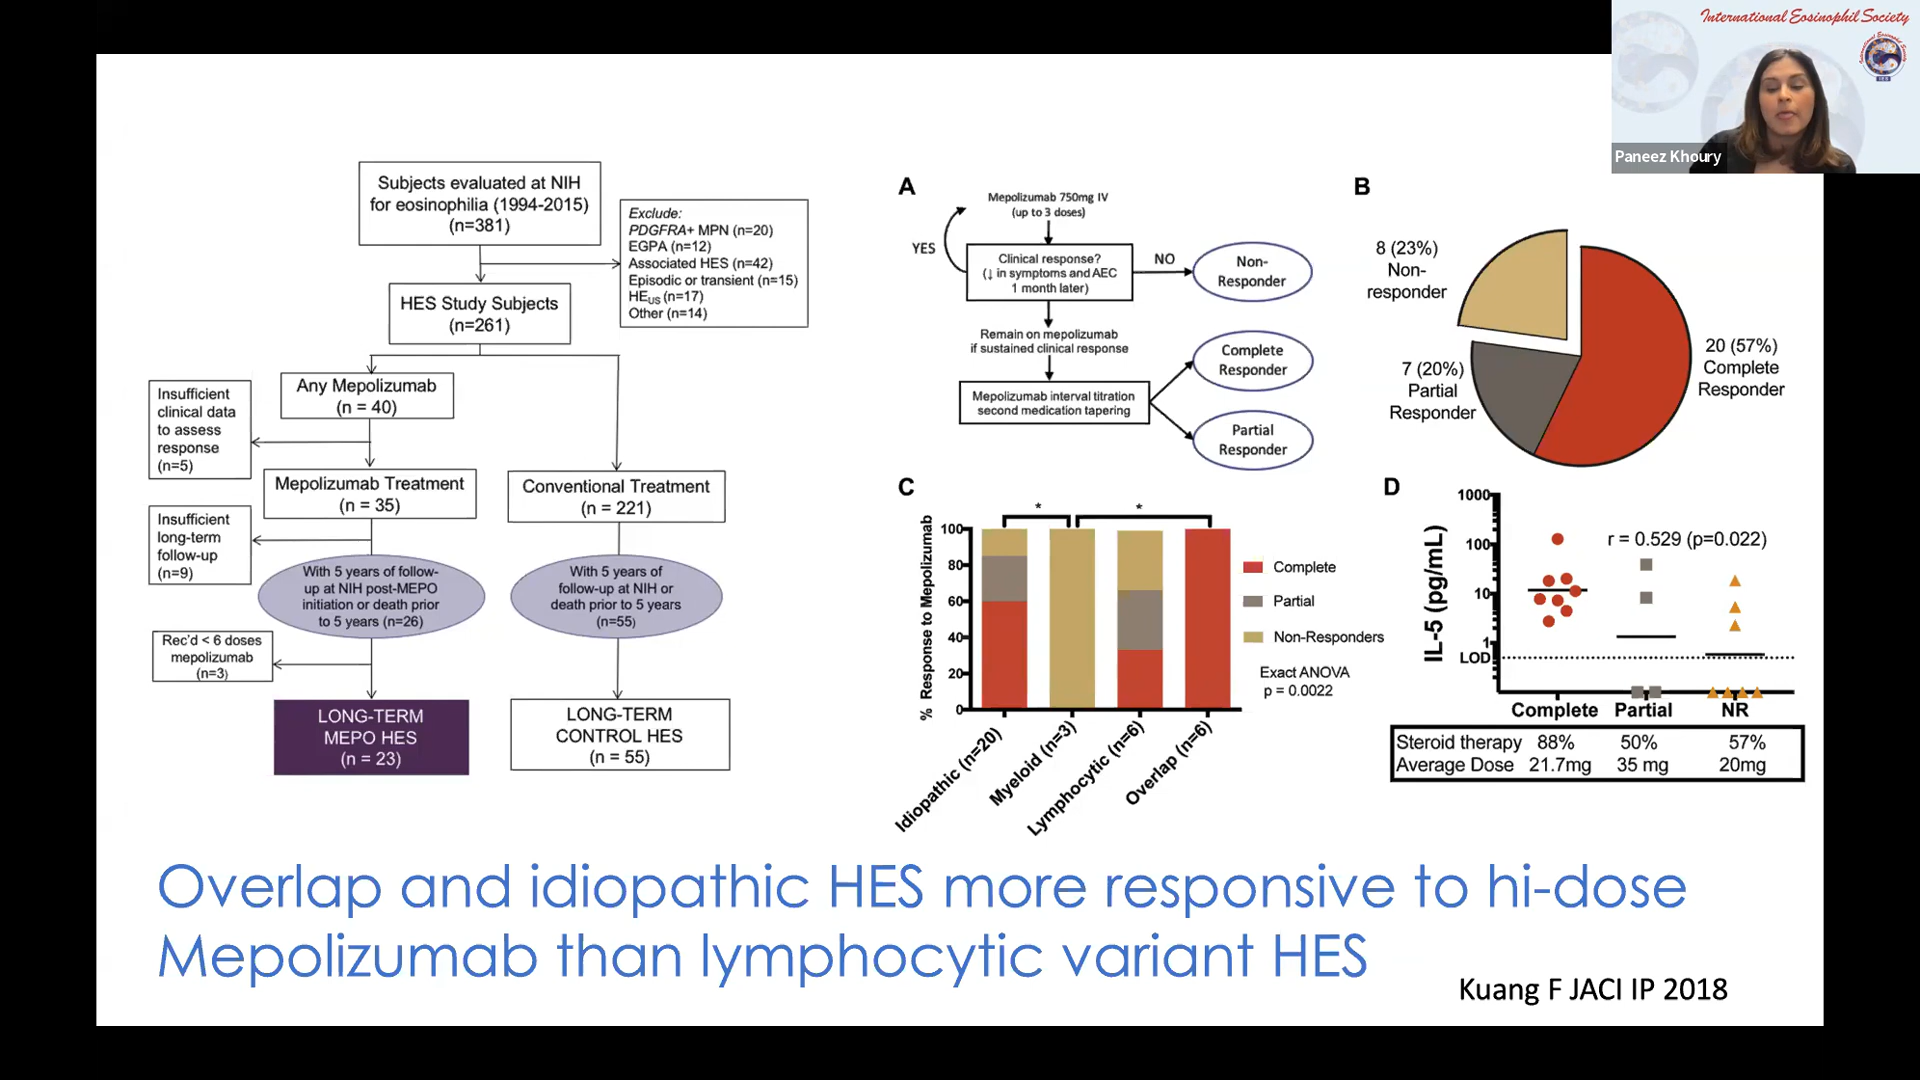 International Eosinophil Society
Paneez Khoury
Subjects evaluated at NIH
for eosinophilia (1994-2015)
(n=381)
Exclude:
PDGFRA+ MPN (n=20)
EGPA (n=12)
Associated HES (n=42)
Episodic or transient (n=15)
HEUS (n=17)
Other (n=14)
HES Study Subjects
(n=261)
Any Mepolizumab
(n = 40)
Insufficient
clinical data
to assess
response
(n=5)
Mepolizumab Treatment
(n = 35)
Conventional Treatment
(n = 221)
Insufficient
long-term
follow-up
(n=9)
With 5 years of follow-
up at NIH post-MEPO
initiation or death prior
to 5 years (n=26)
With 5 years of
follow-up at NIH or
death prior to 5 years
(n=55)
Rec'd < 6 doses
mepolizumab
(n=3)
LONG-TERM
MEPO HES
(n = 23)
LONG-TERM
CONTROL HES
(n = 55)
A
Mepolizumab 750mg IV
(up to 3 doses)
YES
Clinical response?
(↓ in symptoms and AEC
1 month later)
NO
Non-
Responder
Remain on mepolizumab
if sustained clinical response
Mepolizumab interval titration
second medication tapering
Complete
Responder
Partial
Responder
B
8 (23%)
Non-
responder
7 (20%)
Partial
Responder
20 (57%)
Complete
Responder
C
% Response to Mepolizumab
100
80
60
40
20
0
*
*
Idiopathic (n=20)
Myeloid (n=3)
Lymphocytic (n=6)
Overlap (n=6)
Complete
Partial
Non-Responders
Exact ANOVA
p = 0.0022
D
IL-5 (pg/mL)
1000
100
10
1
LOD
r = 0.529 (p=0.022)
Complete Partial NR
Steroid therapy 88% 50% 57%
Average Dose 21.7mg 35 mg 20mg
Overlap and idiopathic HES more responsive to hi-dose
Mepolizumab than lymphocytic variant HES
Kuang F JACI IP 2018